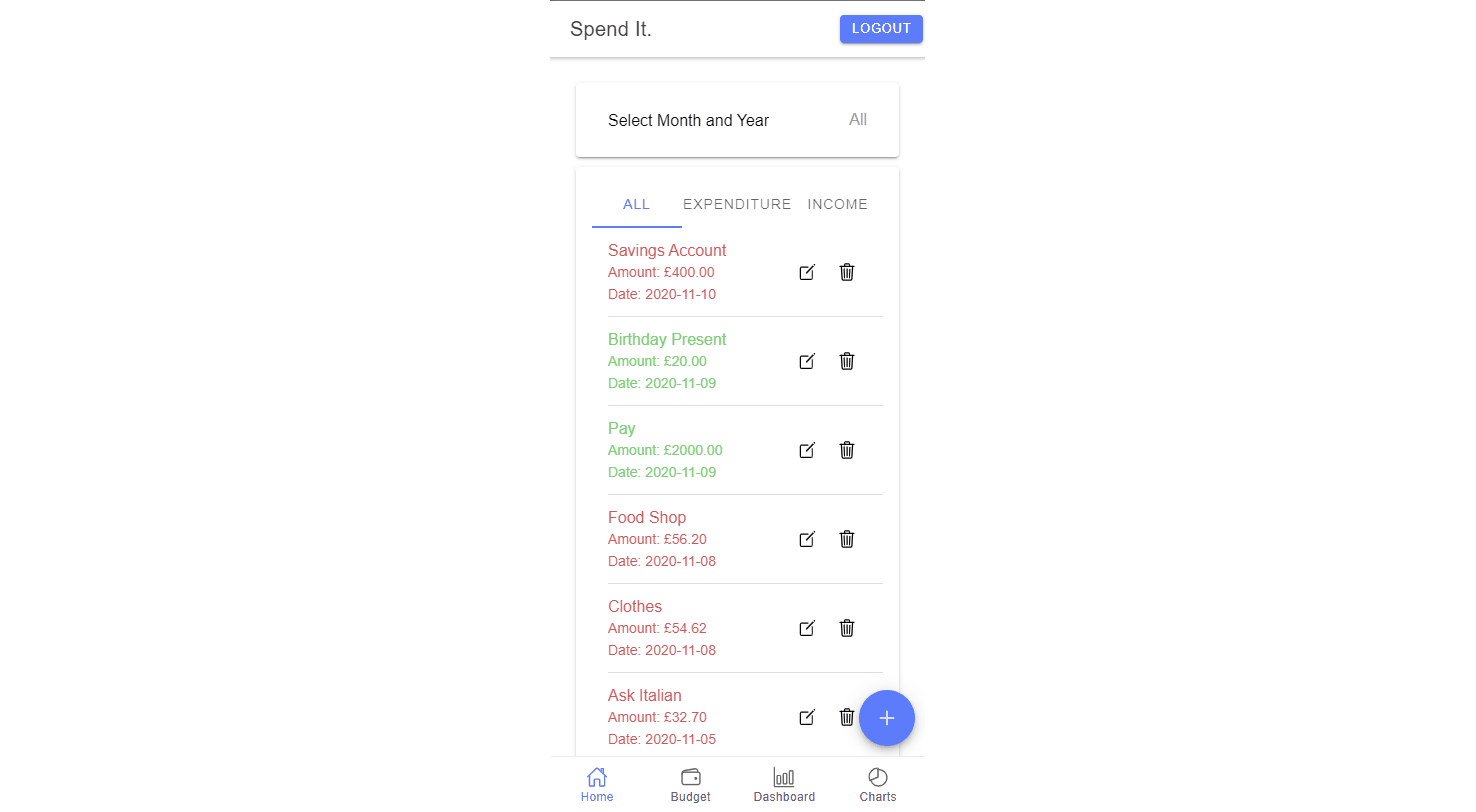 Spend It.
LOGOUT
Select Month and Year All
ALL EXPENDITURE INCOME
Savings Account
Amount: £400.00
Date: 2020-11-10
Birthday Present
Amount: £20.00
Date: 2020-11-09
Pay
Amount: £2000.00
Date: 2020-11-09
Food Shop
Amount: £56.20
Date: 2020-11-08
Clothes
Amount: £54.62
Date: 2020-11-08
Ask Italian
Amount: £32.70
Date: 2020-11-05
Home Budget Dashboard Charts